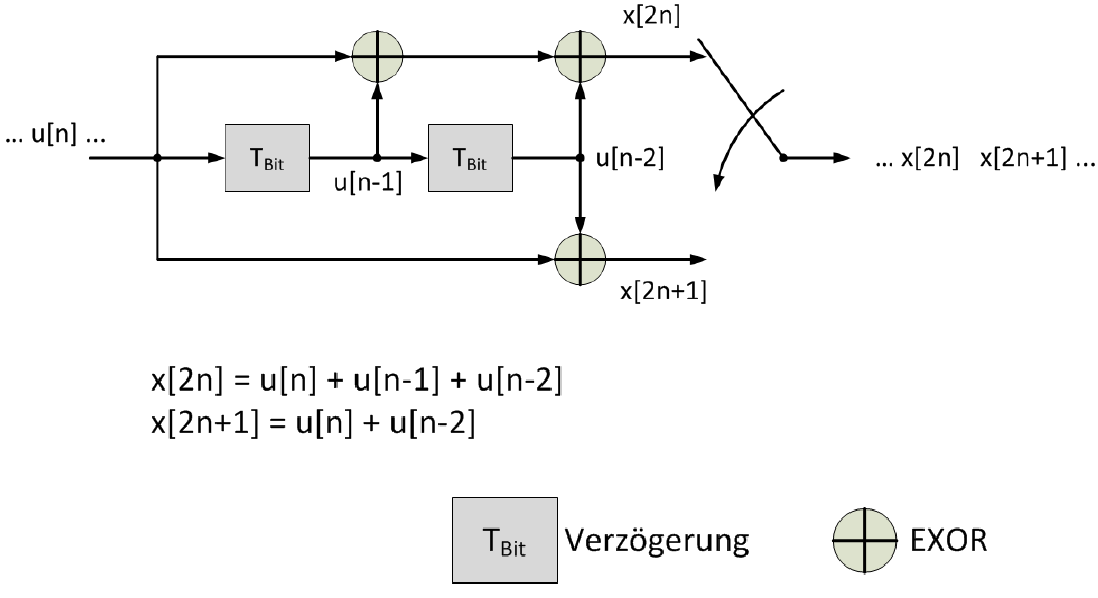 x[2n]
... u[n] ...
T_Bit
T_Bit
u[n-1]
u[n-2]
... x[2n] x[2n+1] ...
x[2n+1]
x[2n] = u[n] + u[n-1] + u[n-2]
x[2n+1] = u[n] + u[n-2]
T_Bit Verzögerung
EXOR